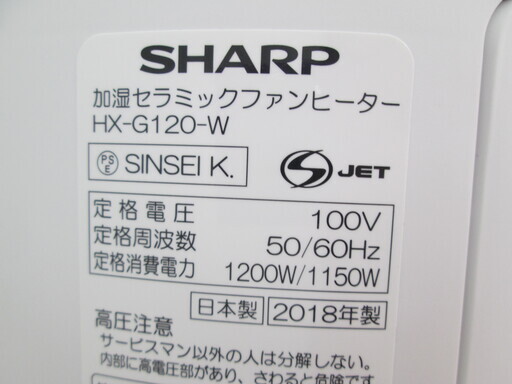 SHARP
加湿セラミックファンヒーター
HX-G120-W
PSE SINSEI K. S JET
定格電圧 100V
定格周波数 50/60Hz
定格消費電力 1200W/1150W
日本製 2018年製
高圧注意
サービスマン以外の人は分解しない。
内部に高電圧部があり、さわると危険です